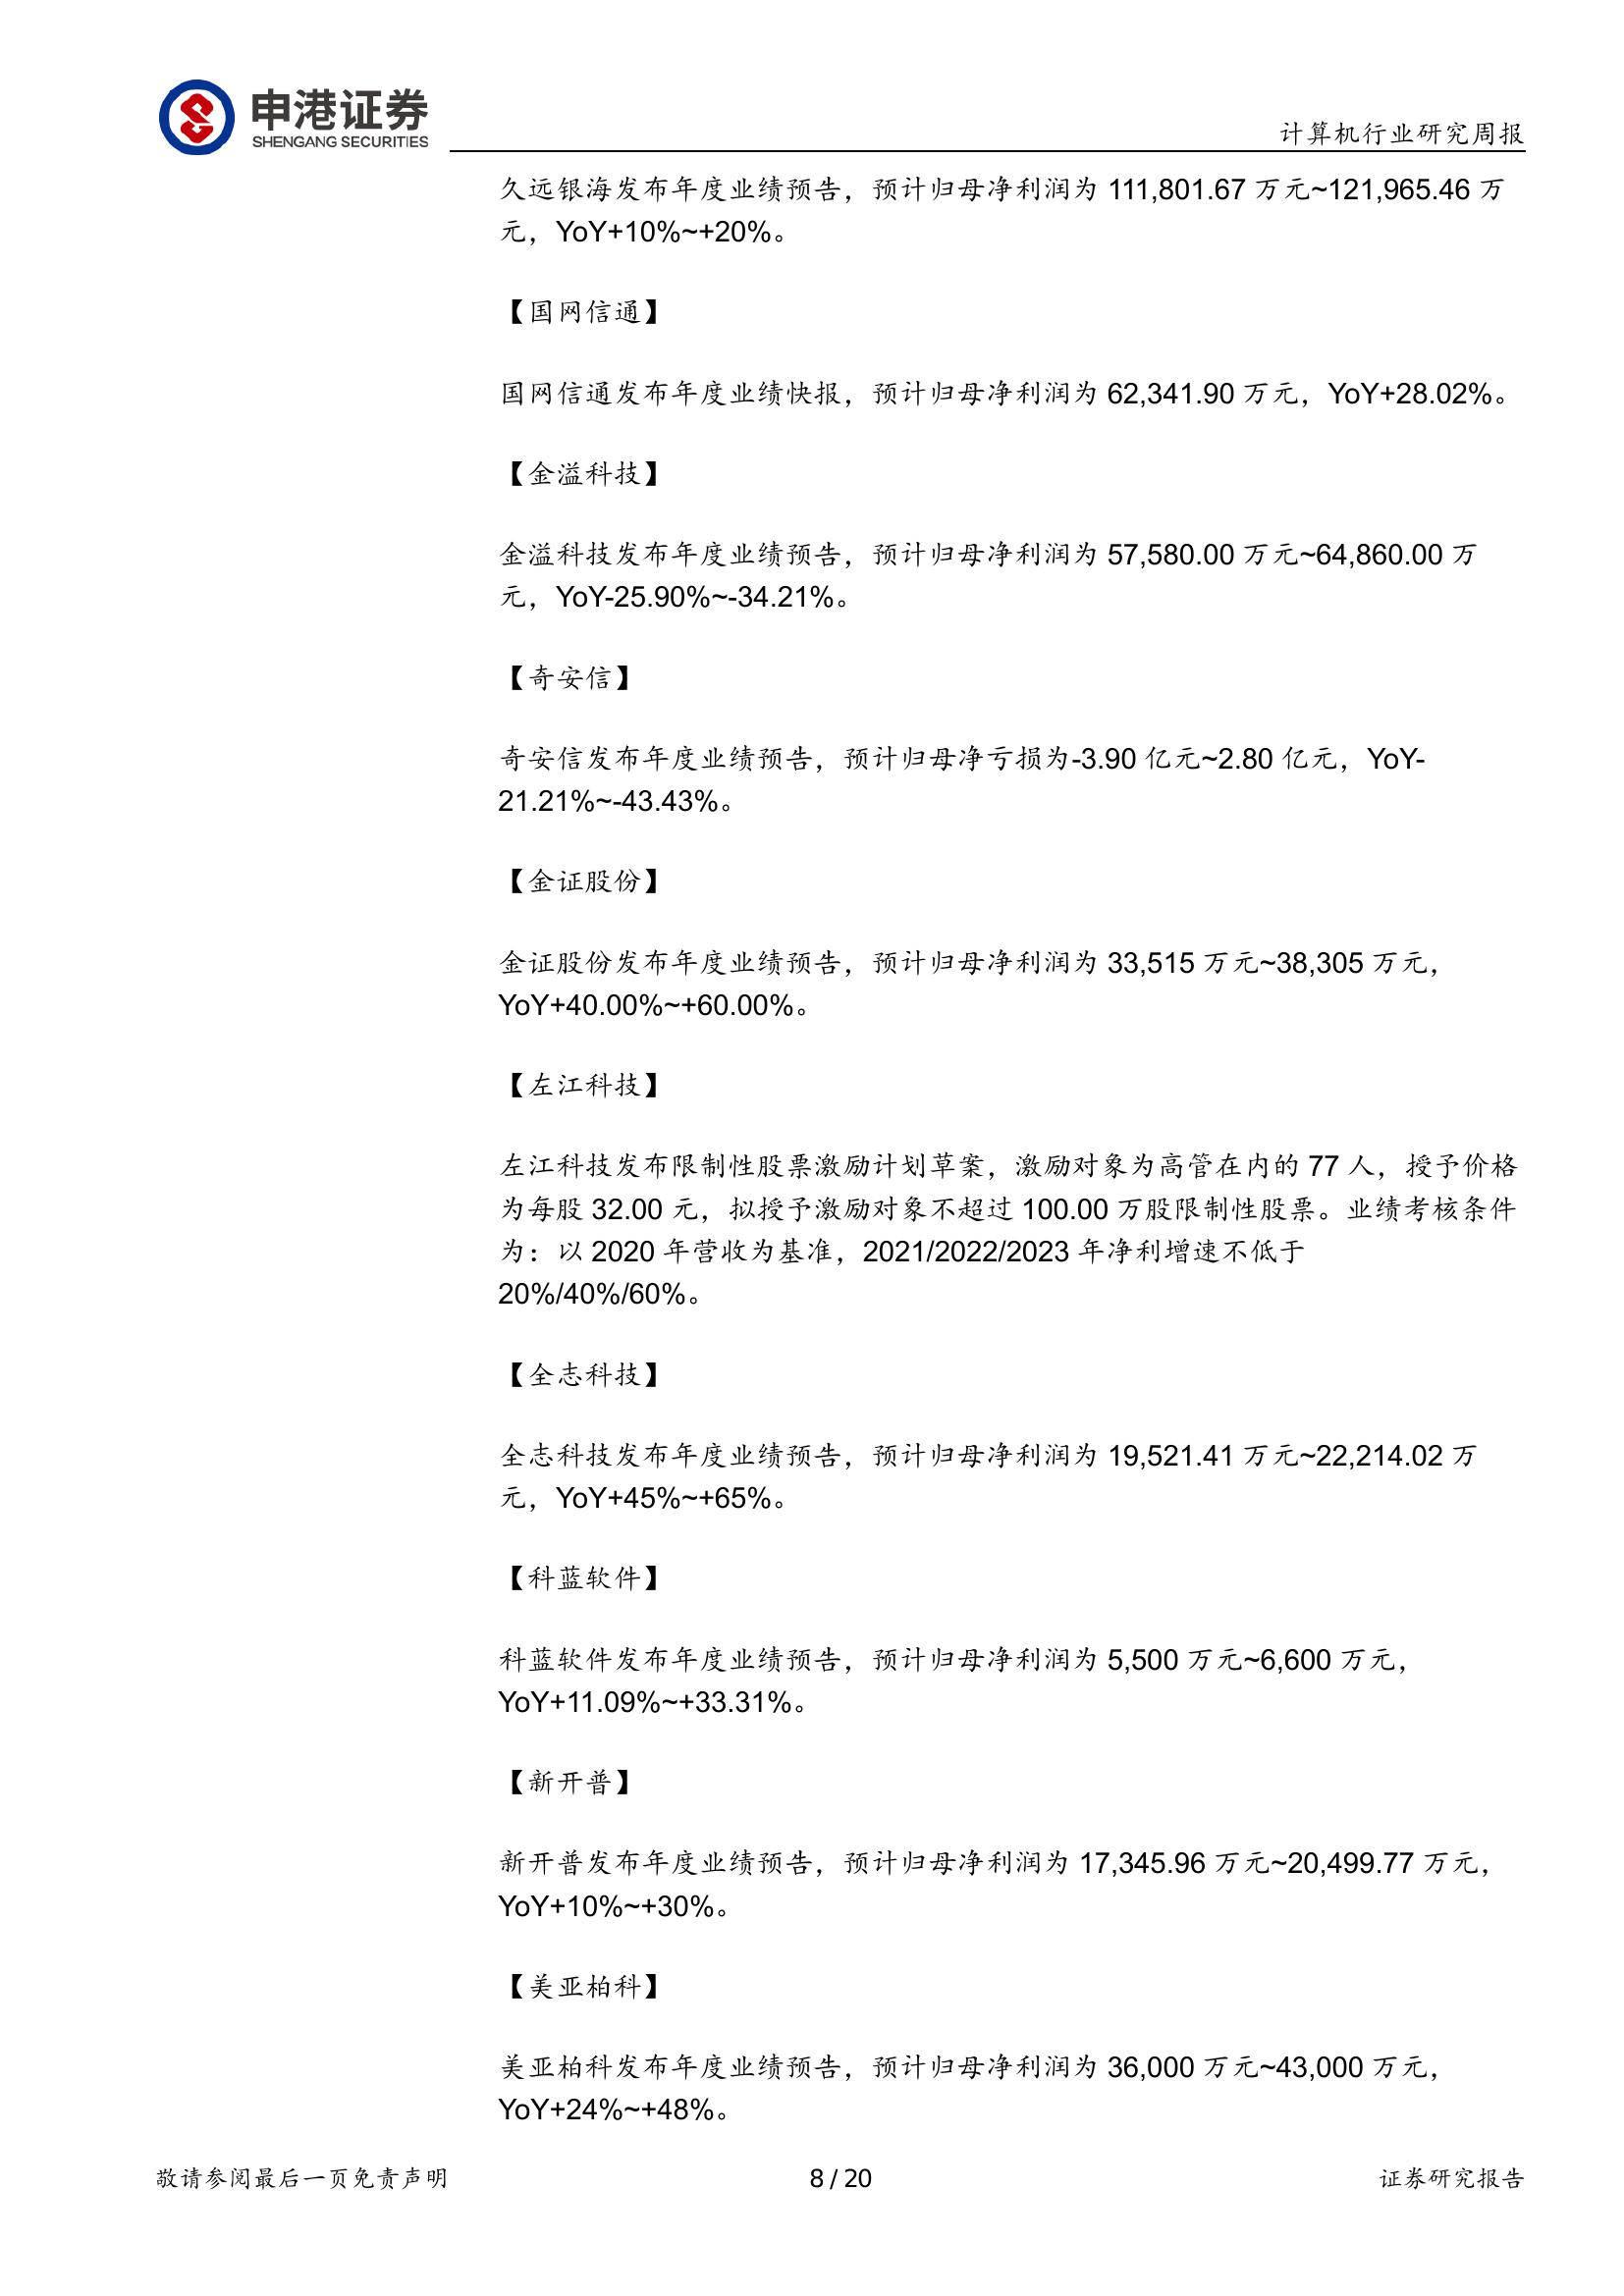 申港证券
SHENGANG SECURITIES
计算机行业研究周报
久远银海发布年度业绩预告，预计归母净利润为 111,801.67 万元~121,965.46 万
元，YoY+10%~+20%。
【国网信通】
国网信通发布年度业绩快报，预计归母净利润为 62,341.90 万元，YoY+28.02%。
【金溢科技】
金溢科技发布年度业绩预告，预计归母净利润为 57,580.00 万元~64,860.00 万
元，YoY-25.90%~-34.21%。
【奇安信】
奇安信发布年度业绩预告，预计归母净亏损为-3.90 亿元~2.80 亿元，YoY-
21.21%~-43.43%。
【金证股份】
金证股份发布年度业绩预告，预计归母净利润为 33,515 万元~38,305 万元，
YoY+40.00%~+60.00%。
【左江科技】
左江科技发布限制性股票激励计划草案，激励对象为高管在内的 77 人，授予价格
为每股 32.00 元，拟授予激励对象不超过 100.00 万股限制性股票。业绩考核条件
为：以 2020 年营收为基准，2021/2022/2023 年净利增速不低于
20%/40%/60%。
【全志科技】
全志科技发布年度业绩预告，预计归母净利润为 19,521.41 万元~22,214.02 万
元，YoY+45%~+65%。
【科蓝软件】
科蓝软件发布年度业绩预告，预计归母净利润为 5,500 万元~6,600 万元，
YoY+11.09%~+33.31%。
【新开普】
新开普发布年度业绩预告，预计归母净利润为 17,345.96 万元~20,499.77 万元，
YoY+10%~+30%。
【美亚柏科】
美亚柏科发布年度业绩预告，预计归母净利润为 36,000 万元~43,000 万元，
YoY+24%~+48%。
敬请参阅最后一页免责声明
8 / 20
证券研究报告